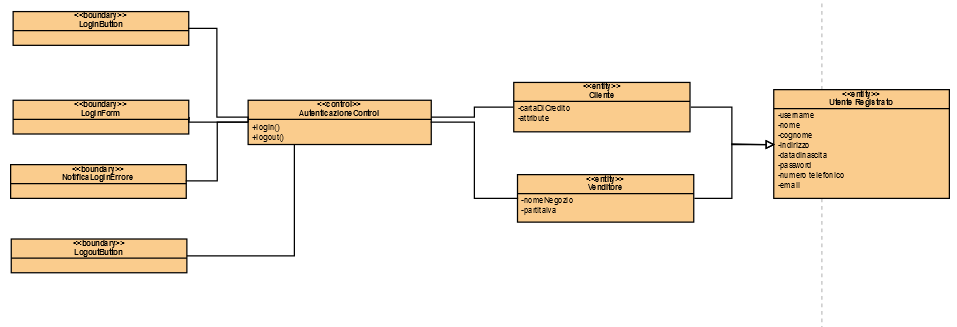 <<boundary>>
LoginButton
<<boundary>>
LoginForm
<<boundary>>
NotificaLoginErrore
<<boundary>>
LogoutButton
<<control>>
AutenticazioneControl
+login()
+logout()
<<entity>>
Cliente
-cartaDiCredito
-attribute
<<entity>>
Venditore
-nomeNegozio
-partitaiva
<<entity>>
Utente Registrato
-username
-nome
-cognome
-indirizzo
-datadinascita
-password
-numero telefonico
-email